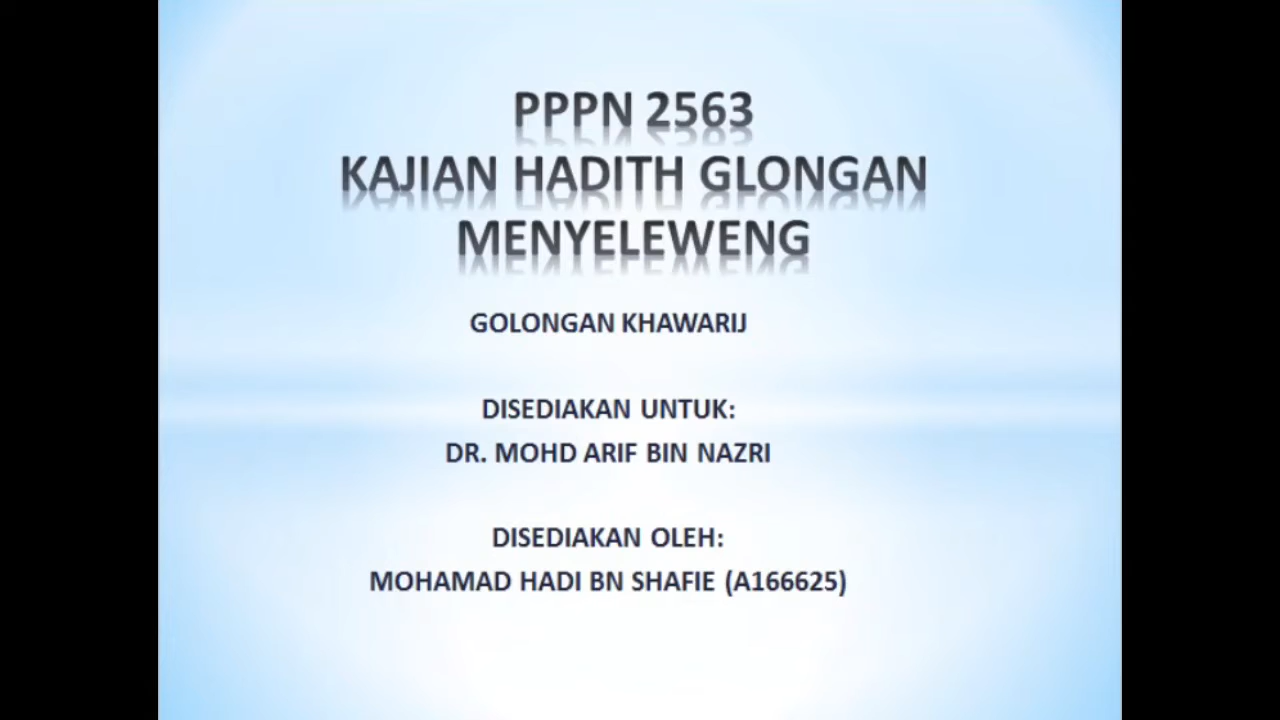 PPPN 2563
KAJIAN HADITH GLONGAN
MENYELEWENG
GOLONGAN KHAWARIJ
DISEDIAKAN UNTUK:
DR. MOHD ARIF BIN NAZRI
DISEDIAKAN OLEH:
MOHAMAD HADI BN SHAFIE (A166625)